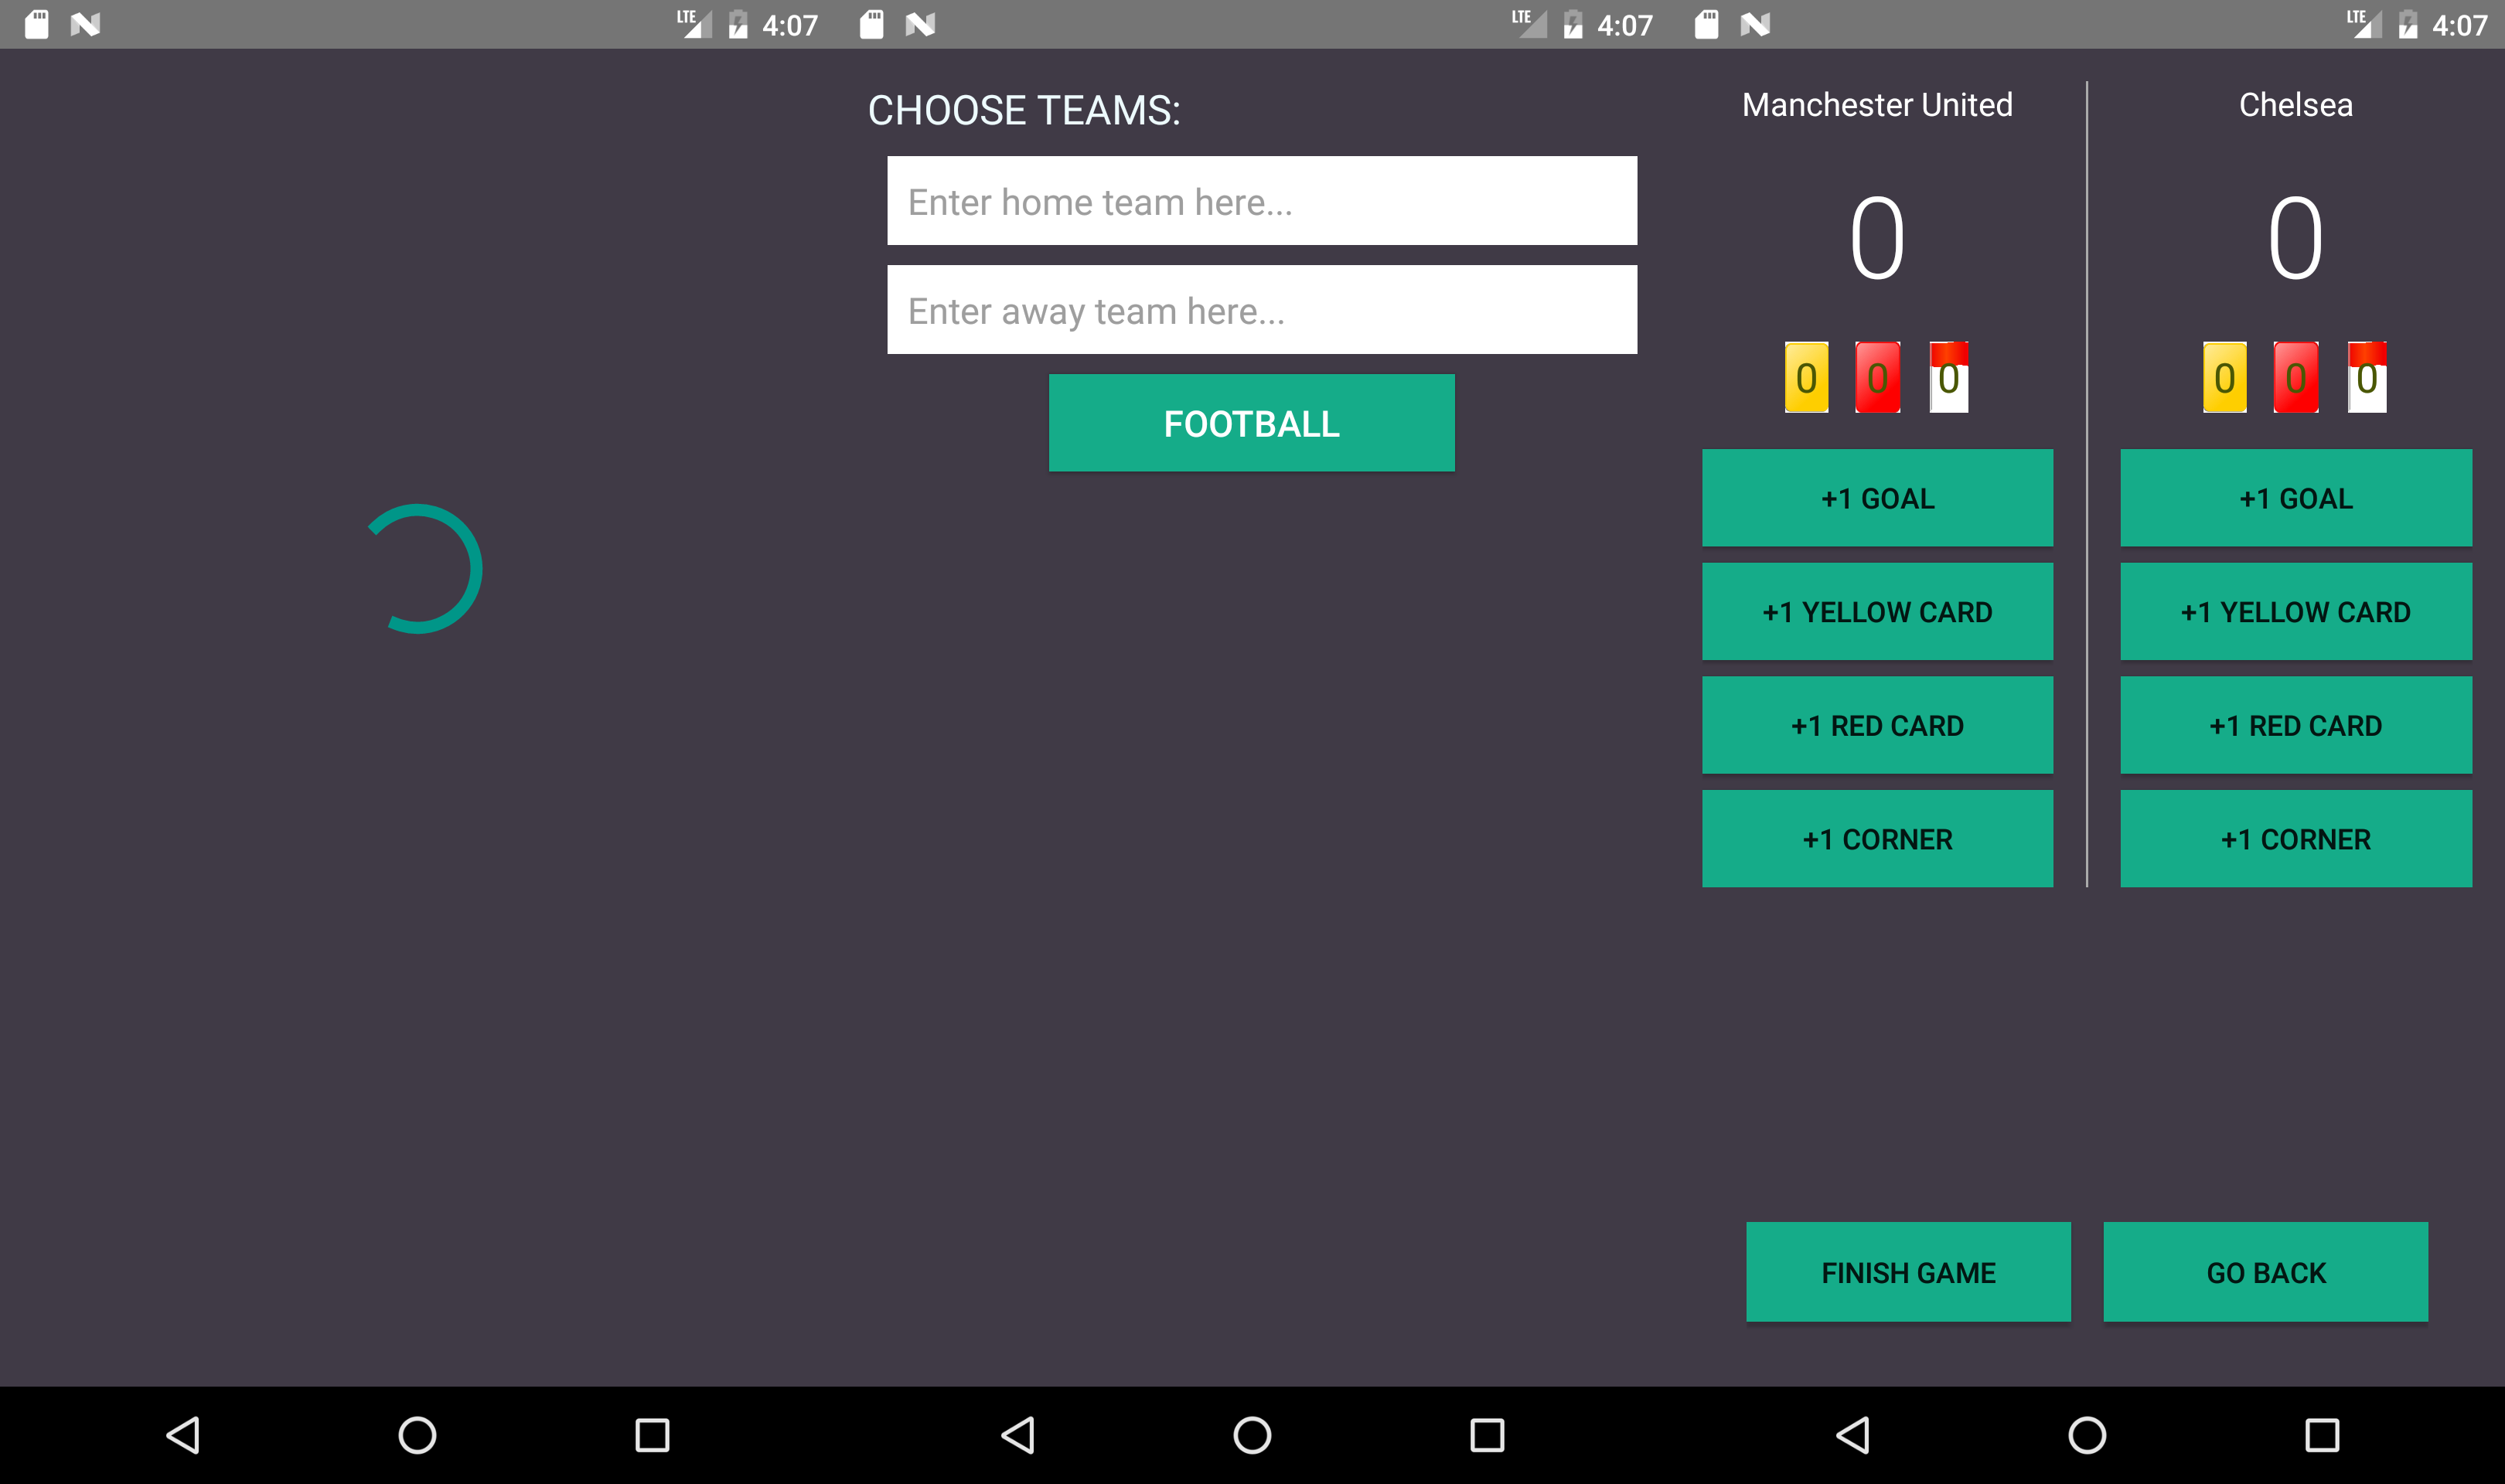 LTE 4:07
LTE 4:07
CHOOSE TEAMS:
Enter home team here...
Enter away team here...
FOOTBALL
LTE 4:07
Manchester United
Chelsea
0
0
0 0 0
0 0 0
+1 GOAL
+1 GOAL
+1 YELLOW CARD
+1 YELLOW CARD
+1 RED CARD
+1 RED CARD
+1 CORNER
+1 CORNER
FINISH GAME
GO BACK